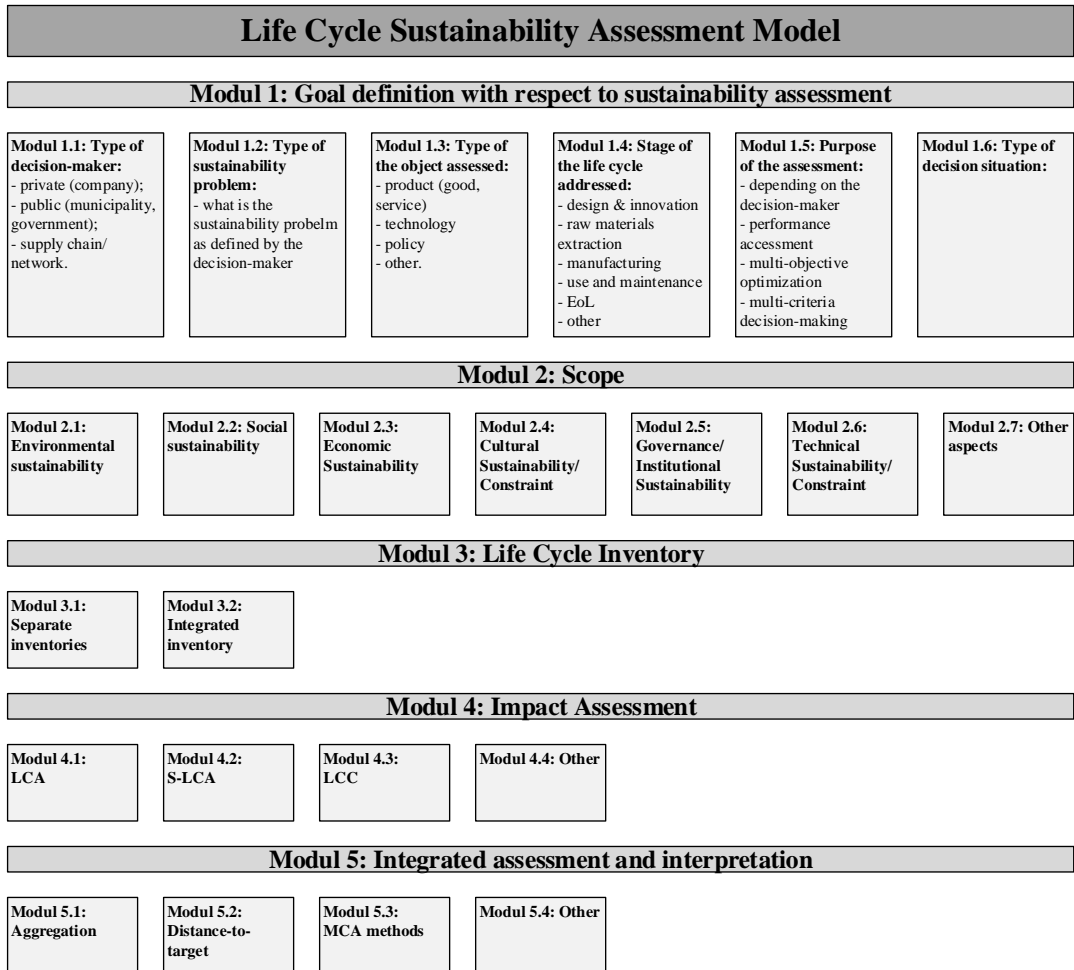 Life Cycle Sustainability Assessment Model
Modul 1: Goal definition with respect to sustainability assessment
Modul 1.1: Type of
decision-maker:
- private (company);
- public (municipality,
government);
- supply chain/
network.
Modul 1.2: Type of
sustainability
problem:
- what is the
sustainability probelm
as defined by the
decision-maker
Modul 1.3: Type of
the object assessed:
- product (good,
service)
- technology
- policy
- other.
Modul 1.4: Stage of
the life cycle
addressed:
- design & innovation
- raw materials
extraction
- manufacturing
- use and maintenance
- EoL
- other
Modul 1.5: Purpose
of the assessment:
- depending on the
decision-maker
- performance
accessment
- multi-objective
optimization
- multi-criteria
decision-making
Modul 1.6: Type of
decision situation:
Modul 2: Scope
Modul 2.1:
Environmental
sustainability
Modul 2.2: Social
sustainability
Modul 2.3:
Economic
Sustainability
Modul 2.4:
Cultural
Sustainability/
Constraint
Modul 2.5:
Governance/
Institutional
Sustainability
Modul 2.6:
Technical
Sustainability/
Constraint
Modul 2.7: Other
aspects
Modul 3: Life Cycle Inventory
Modul 3.1:
Separate
inventories
Modul 3.2:
Integrated
inventory
Modul 4: Impact Assessment
Modul 4.1:
LCA
Modul 4.2:
S-LCA
Modul 4.3:
LCC
Modul 4.4: Other
Modul 5: Integrated assessment and interpretation
Modul 5.1:
Aggregation
Modul 5.2:
Distance-to-
target
Modul 5.3:
MCA methods
Modul 5.4: Other